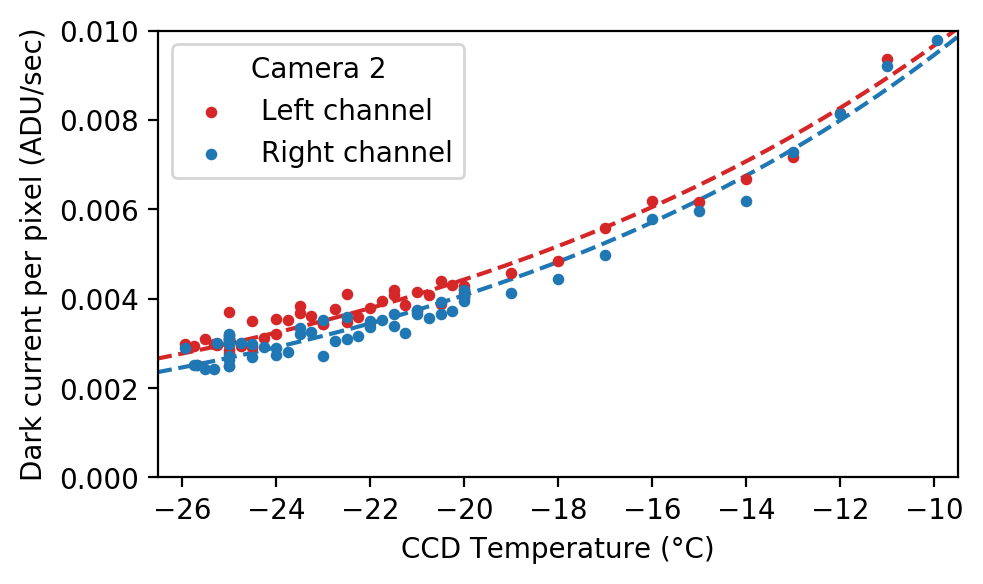 Camera 2
Left channel
Right channel
Dark current per pixel (ADU/sec)
0.010
0.008
0.006
0.004
0.002
0.000
−26 −24 −22 −20 −18 −16 −14 −12 −10
CCD Temperature (°C)